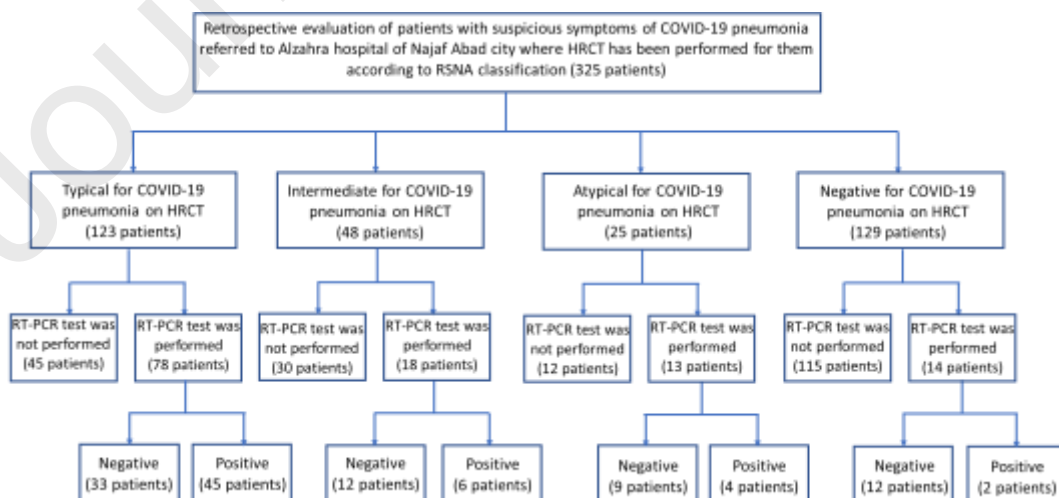 Jour
Retrospective evaluation of patients with suspicious symptoms of COVID-19 pneumonia
referred to Alzahra hospital of Najaf Abad city where HRCT has been performed for them
according to RSNA classification (325 patients)
Typical for COVID-19
pneumonia on HRCT
(123 patients)
Intermediate for COVID-19
pneumonia on HRCT
(48 patients)
Atypical for COVID-19
pneumonia on HRCT
(25 patients)
Negative for COVID-19
pneumonia on HRCT
(129 patients)
RT-PCR test was
not performed
(45 patients)
RT-PCR test was
performed
(78 patients)
RT-PCR test was
not performed
(30 patients)
RT-PCR test was
performed
(18 patients)
RT-PCR test was
not performed
(12 patients)
RT-PCR test was
performed
(13 patients)
RT-PCR test was
not performed
(115 patients)
RT-PCR test was
performed
(14 patients)
Negative
(33 patients)
Positive
(45 patients)
Negative
(12 patients)
Positive
(6 patients)
Negative
(9 patients)
Positive
(4 patients)
Negative
(12 patients)
Positive
(2 patients)